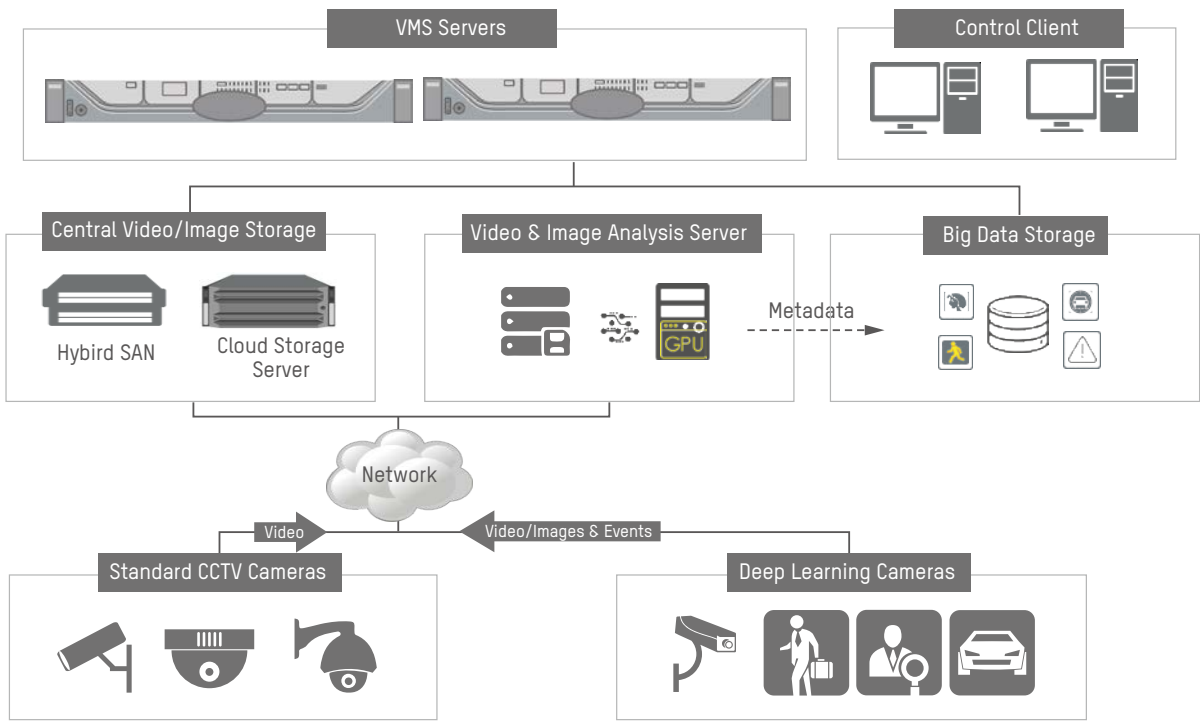 VMS Servers
Control Client
Central Video/Image Storage
Video & Image Analysis Server
Big Data Storage
Hybird SAN
Cloud Storage
Server
GPU
Metadata
Network
Video
Video/Images & Events
Standard CCTV Cameras
Deep Learning Cameras